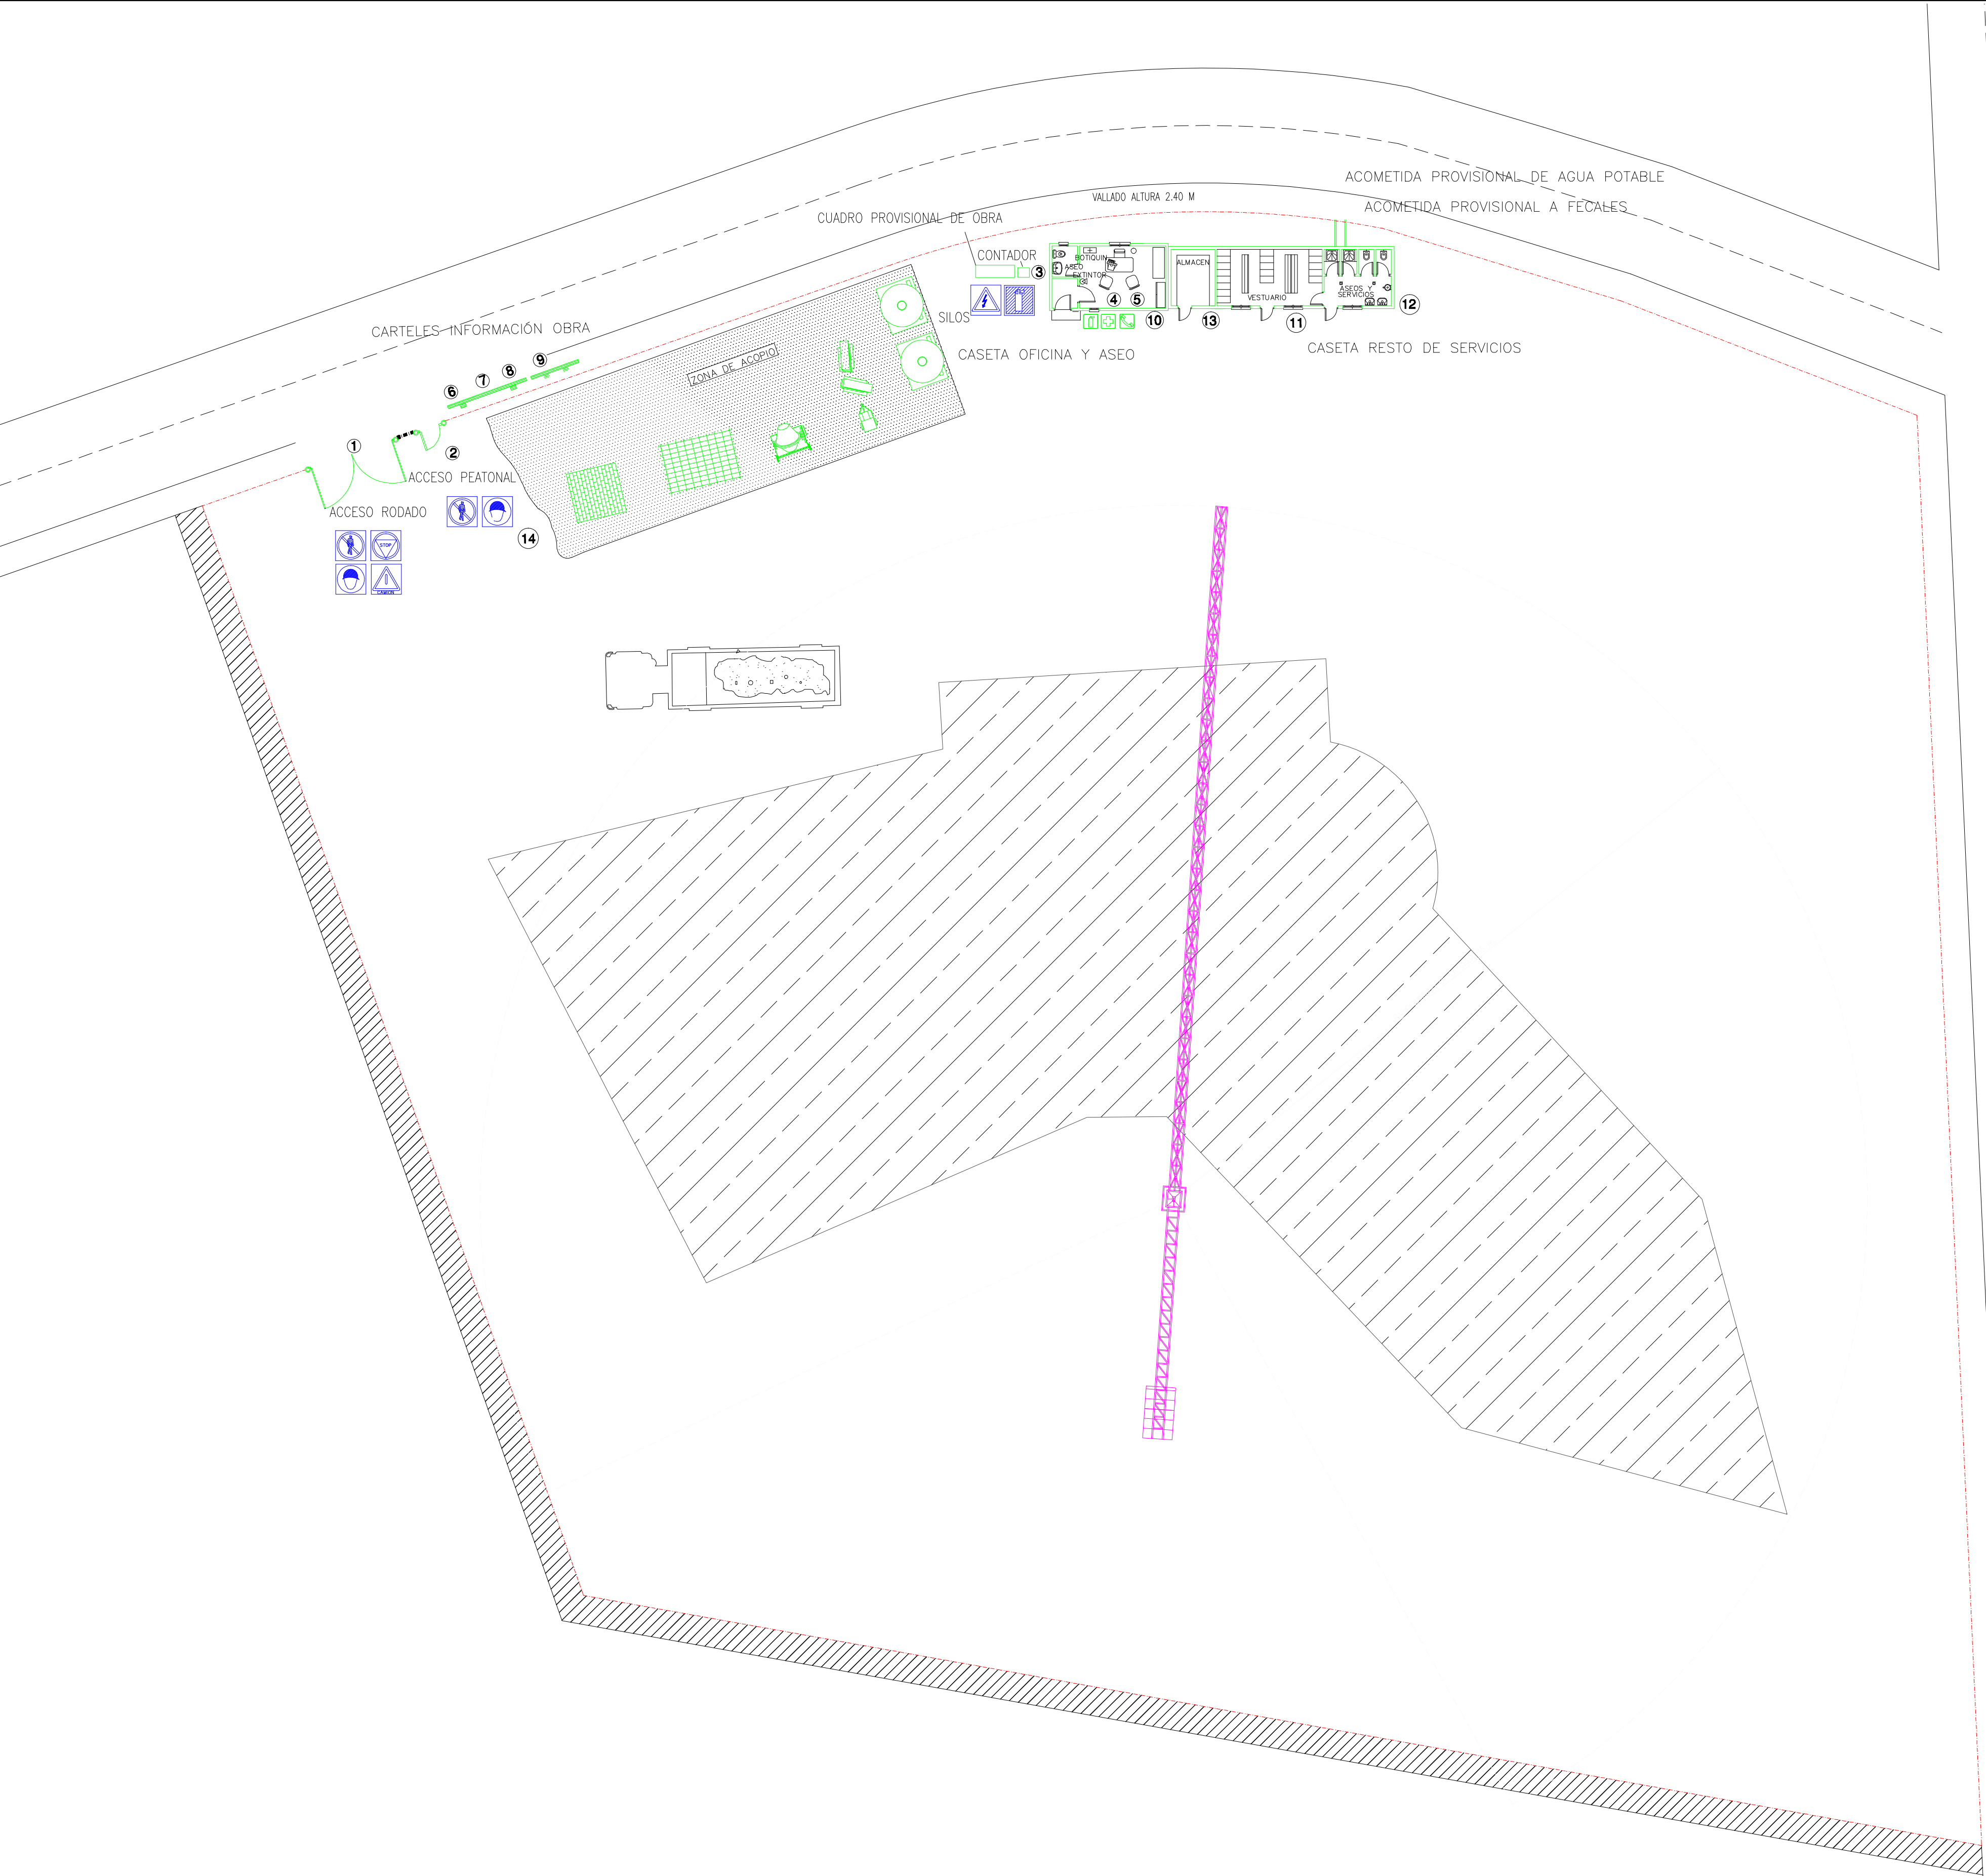 ACOMETIDA PROVISIONAL DE AGUA POTABLE
VALLADO ALTURA 2.40 M
ACOMETIDA PROVISIONAL A FECALES
CUADRO PROVISIONAL DE OBRA
CONTADOR
3
BOTIQUIN
ASEO
EXTINTOR
4
5
ALMACEN
VESTUARIO
ASEOS Y
SERVICIOS
12
10
13
11
SILOS
CASETA OFICINA Y ASEO
CASETA RESTO DE SERVICIOS
CARTELES INFORMACIÓN OBRA
ZONA DE ACOPIO
6
7
8
9
1
2
ACCESO PEATONAL
ACCESO RODADO
14
STOP
CAMION